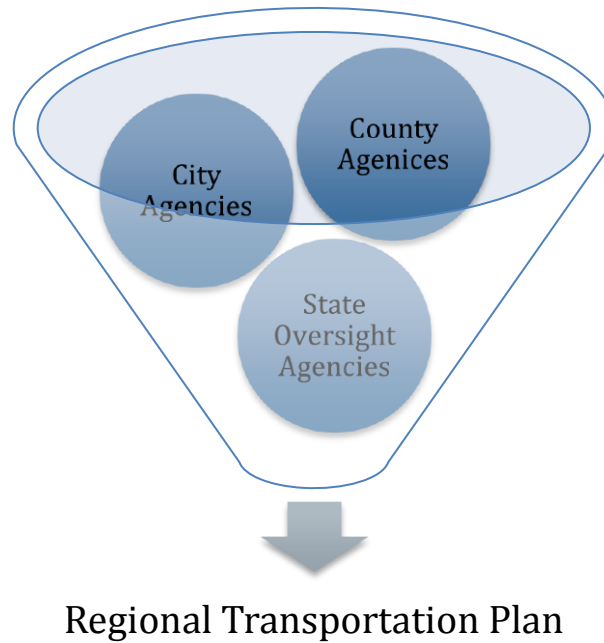 County
Agenices
City
Agencies
State
Oversight
Agencies
Regional Transportation Plan